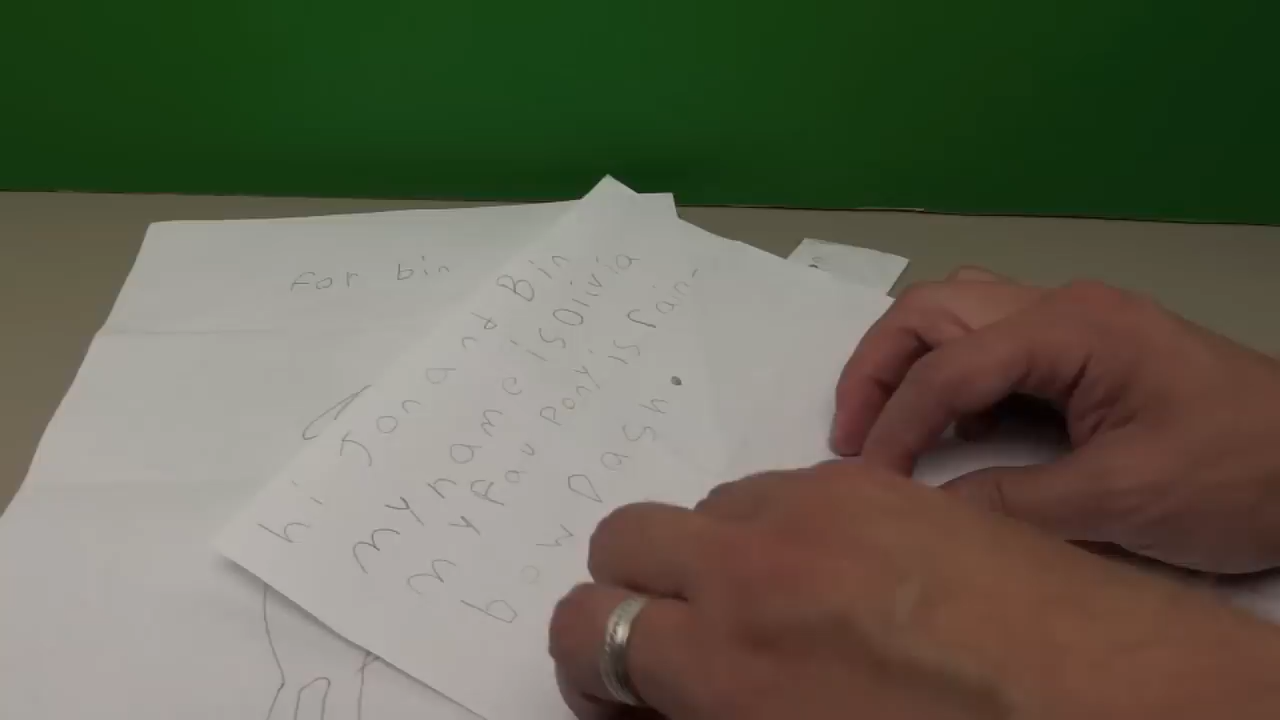 For bin
hi Jon and Bin
My name is Olivia
My Fav Pony is rain-
bow Dash.